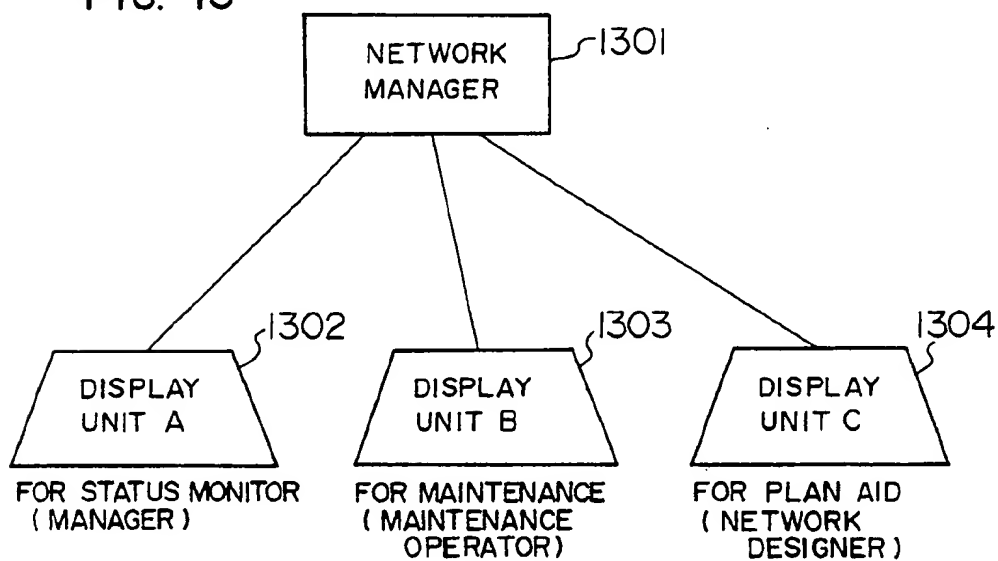 NETWORK
MANAGER
1301
1302
1303
1304
DISPLAY
UNIT A
DISPLAY
UNIT B
DISPLAY
UNIT C
FOR STATUS MONITOR
(MANAGER)
FOR MAINTENANCE
(MAINTENANCE
OPERATOR)
FOR PLAN AID
(NETWORK
DESIGNER)